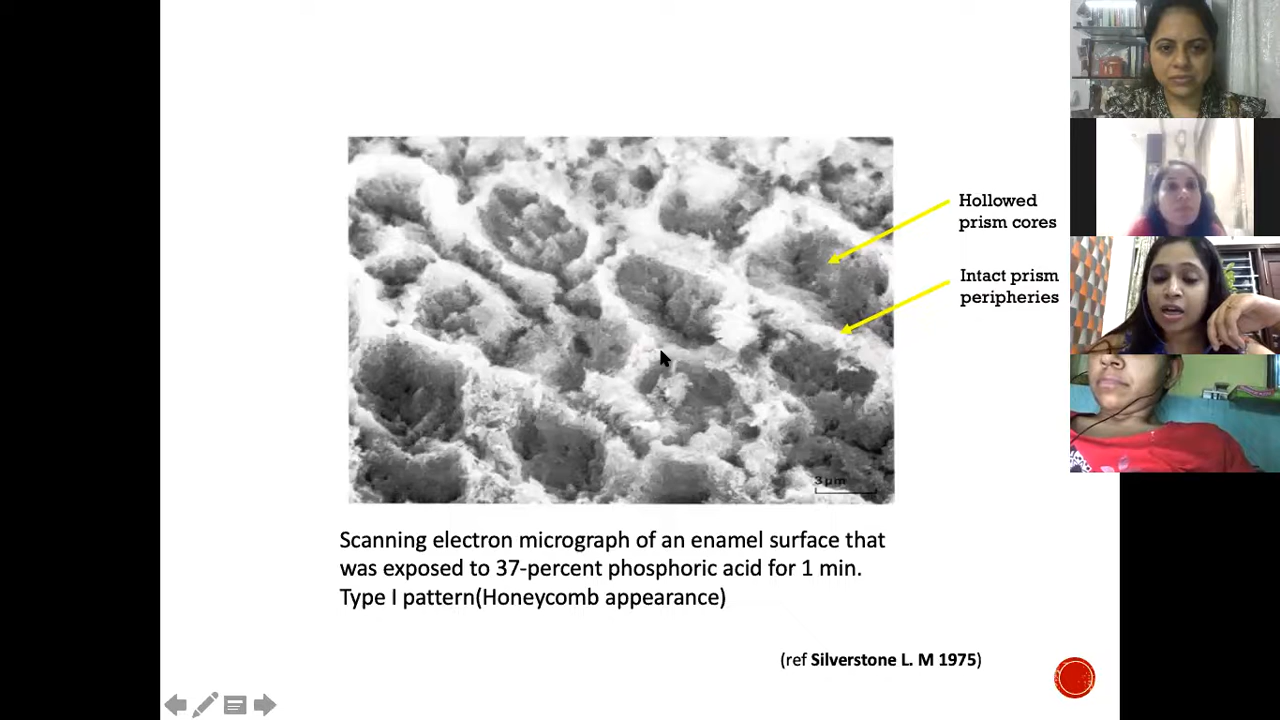 Hollowed
prism cores
Intact prism
peripheries
3µm
Scanning electron micrograph of an enamel surface that
was exposed to 37-percent phosphoric acid for 1 min.
Type I pattern(Honeycomb appearance)
(ref Silverstone L. M 1975)